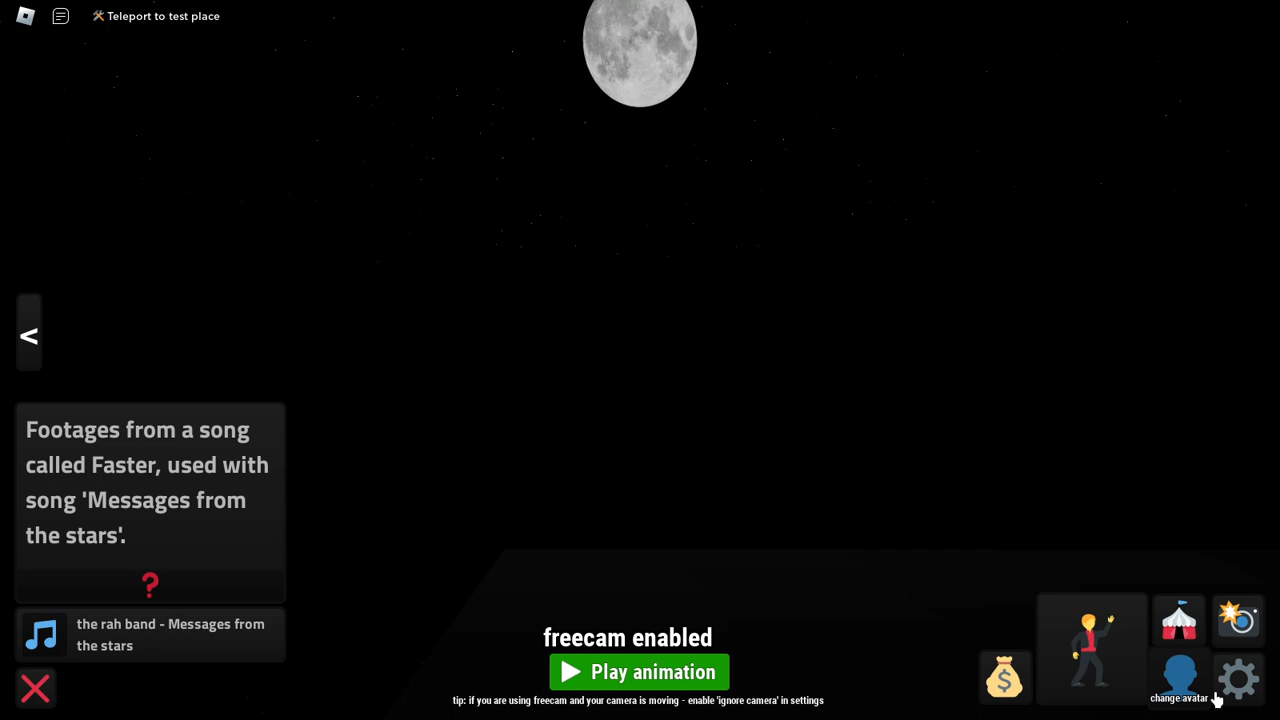 Teleport to test place
<
Footages from a song
called Faster, used with
song 'Messages from
the stars'.
?
the rah band - Messages from
the stars
freecam enabled
Play animation
tip: if you are using freecam and your camera is moving - enable 'ignore camera' in settings
$
change avatar